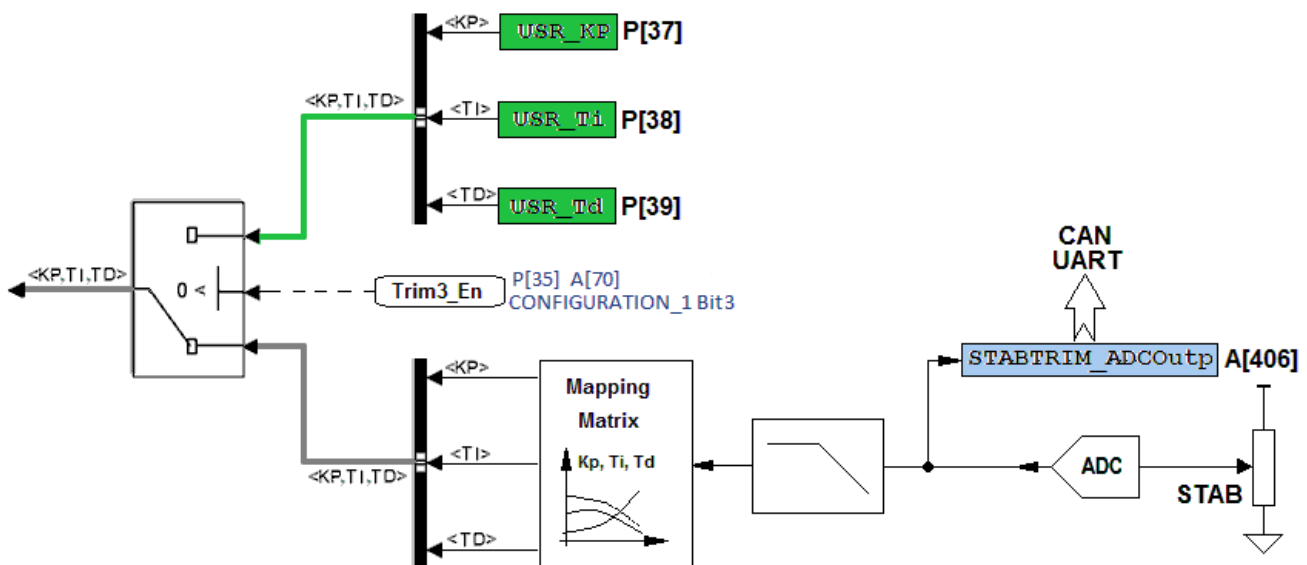 <KP>
USR_KP P[37]
<KP,TI,TD>
<TI>
USR_Ti P[38]
<TD>
USR_Td P[39]
CAN
UART
<KP,TI,TD>
0 <
Trim3_En
P[35] A[70]
CONFIGURATION_1 Bit3
STABTRIM_ADCOutp A[406]
<KP>
Mapping
Matrix
<TI>
Kp, Ti, Td
<KP,TI,TD>
ADC
STAB
<TD>